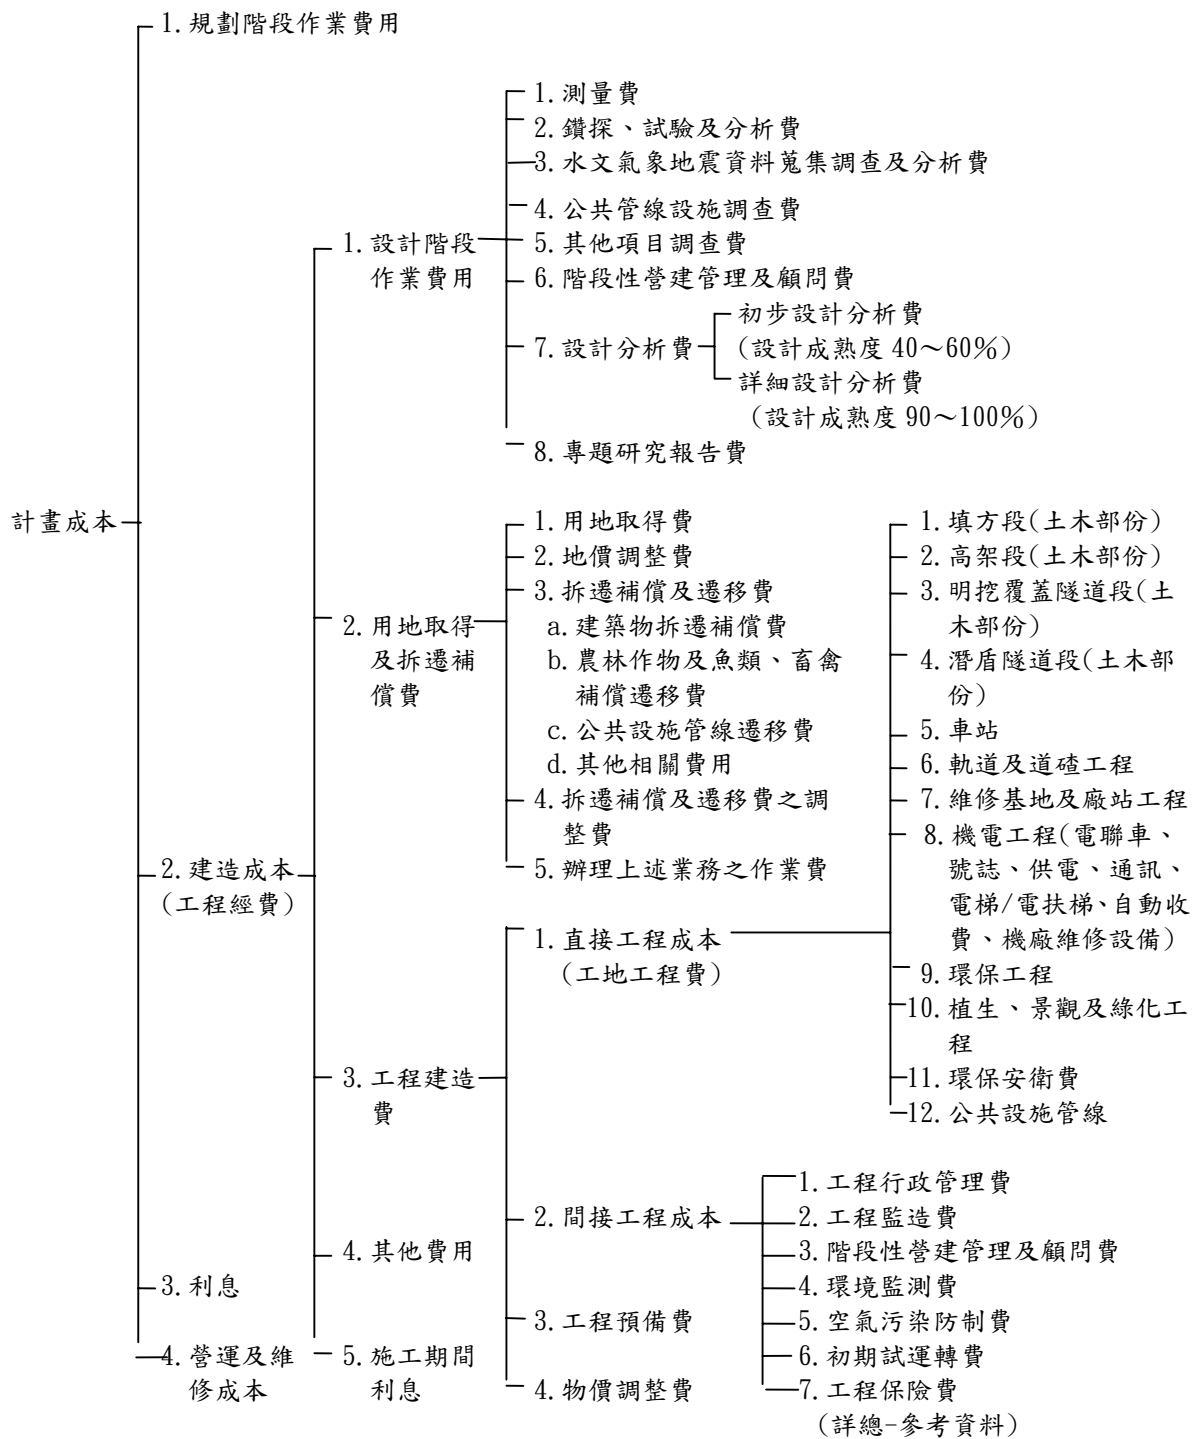 計畫成本
1.規劃階段作業費用
2.建造成本
(工程經費)
3.利息
4.營運及維
修成本
1.設計階段
作業費用
2.用地取得
及拆遷補
償費
3.工程建造
費
4.其他費用
5.施工期間
利息
1.測量費
2.鑽探、試驗及分析費
3.水文氣象地震資料蒐集調查及分析費
4.公共管線設施調查費
5.其他項目調查費
6.階段性營建管理及顧問費
7.設計分析費
初步設計分析費
(設計成熟度 40～60%)
詳細設計分析費
(設計成熟度 90～100%)
8.專題研究報告費
1.用地取得費
2.地價調整費
3.拆遷補償及遷移費
a.建築物拆遷補償費
b.農林作物及魚類、畜禽
補償遷移費
c.公共設施管線遷移費
d.其他相關費用
4.拆遷補償及遷移費之調
整費
5.辦理上述業務之作業費
1.直接工程成本
(工地工程費)
2.間接工程成本
3.工程預備費
4.物價調整費
1.填方段(土木部份)
2.高架段(土木部份)
3.明挖覆蓋隧道段(土
木部份)
4.潛盾隧道段(土木部
份)
5.車站
6.軌道及道碴工程
7.維修基地及廠站工程
8.機電工程(電聯車、
號誌、供電、通訊、
電梯/電扶梯、自動收
費、機廠維修設備)
9.環保工程
10.植生、景觀及綠化工
程
11.環保安衛費
12.公共設施管線
1.工程行政管理費
2.工程監造費
3.階段性營建管理及顧問費
4.環境監測費
5.空氣污染防制費
6.初期試運轉費
7.工程保險費
(詳總-參考資料)